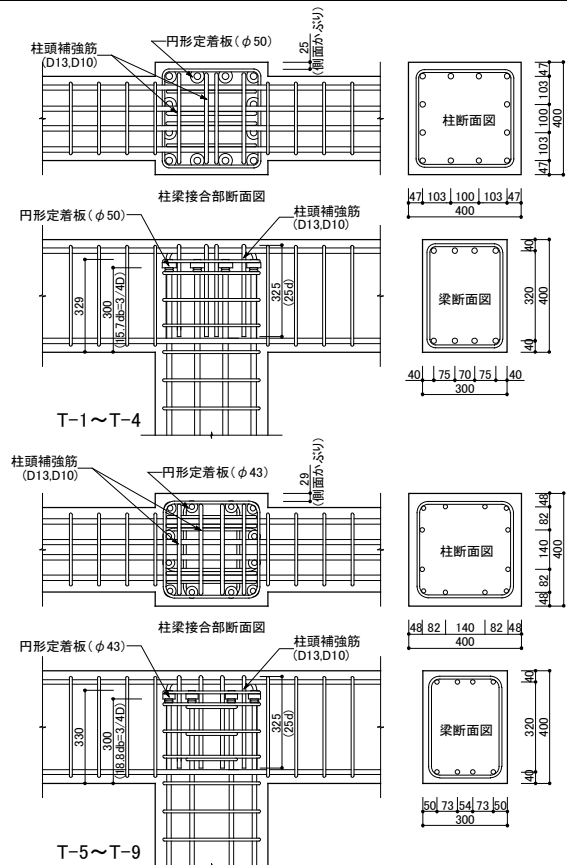 円形定着板(φ50)
柱頭補強筋
(D13,D10)
25
(側面かぶり)
柱断面図
47
103
100
103
47
400
47 103 100 103 47
400
柱梁接合部断面図
円形定着板(φ50)
柱頭補強筋
(D13,D10)
329
300
(15.7db=3/4D)
325
(25d)
梁断面図
40
320
40
400
40 75 70 75 40
300
T-1～T-4
柱頭補強筋
(D13,D10)
円形定着板(φ43)
29
(側面かぶり)
柱断面図
48
82
140
82
48
400
48 82 140 82 48
400
柱梁接合部断面図
円形定着板(φ43)
柱頭補強筋
(D13,D10)
330
300
(18.8db=3/4D)
325
(25d)
梁断面図
40
320
40
400
50 73 54 73 50
300
T-5～T-9